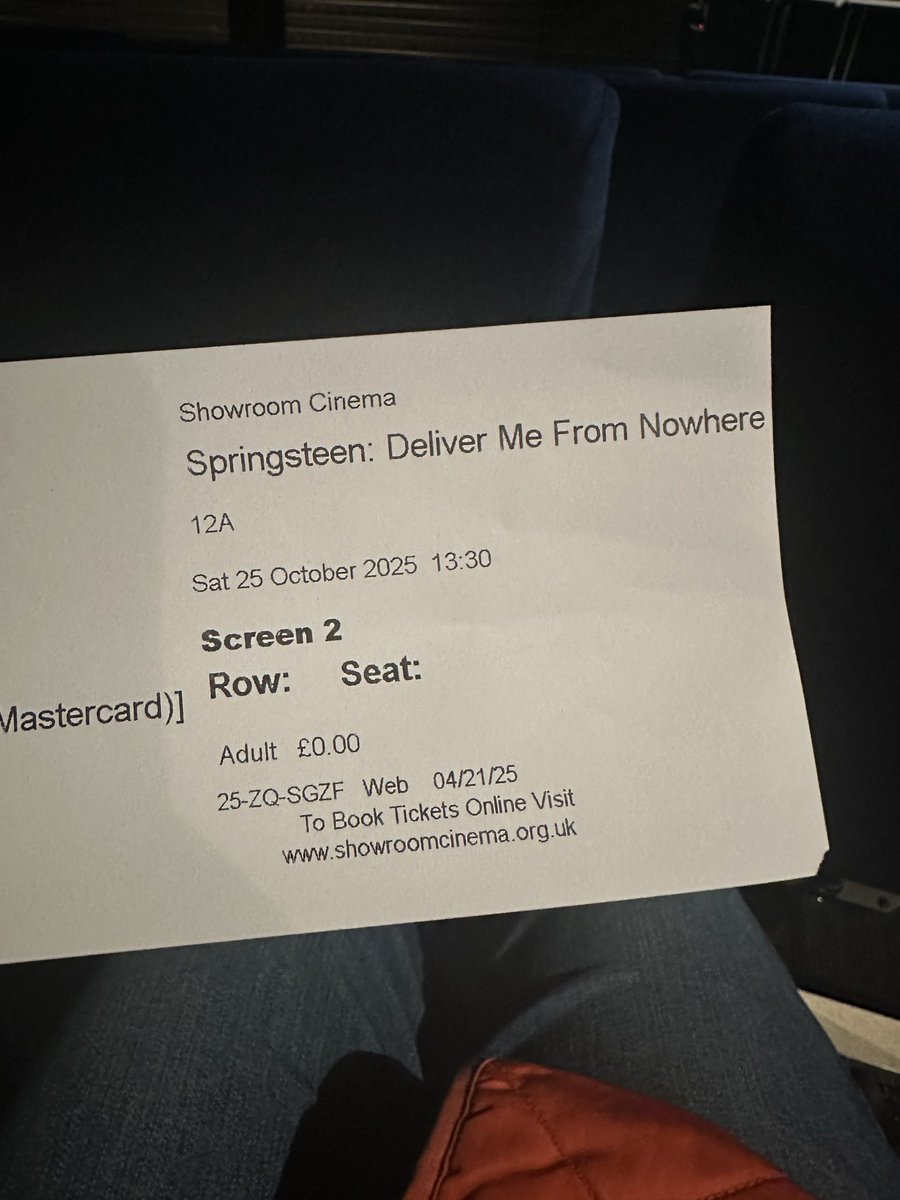 Showroom Cinema
Springsteen: Deliver Me From Nowhere
12A
Sat 25 October 2025 13:30
Screen 2
Row: Seat:
Mastercard)]
Adult £0.00
25-ZQ-SGZF Web 04/21/25
To Book Tickets Online Visit
www.showroomcinema.org.uk